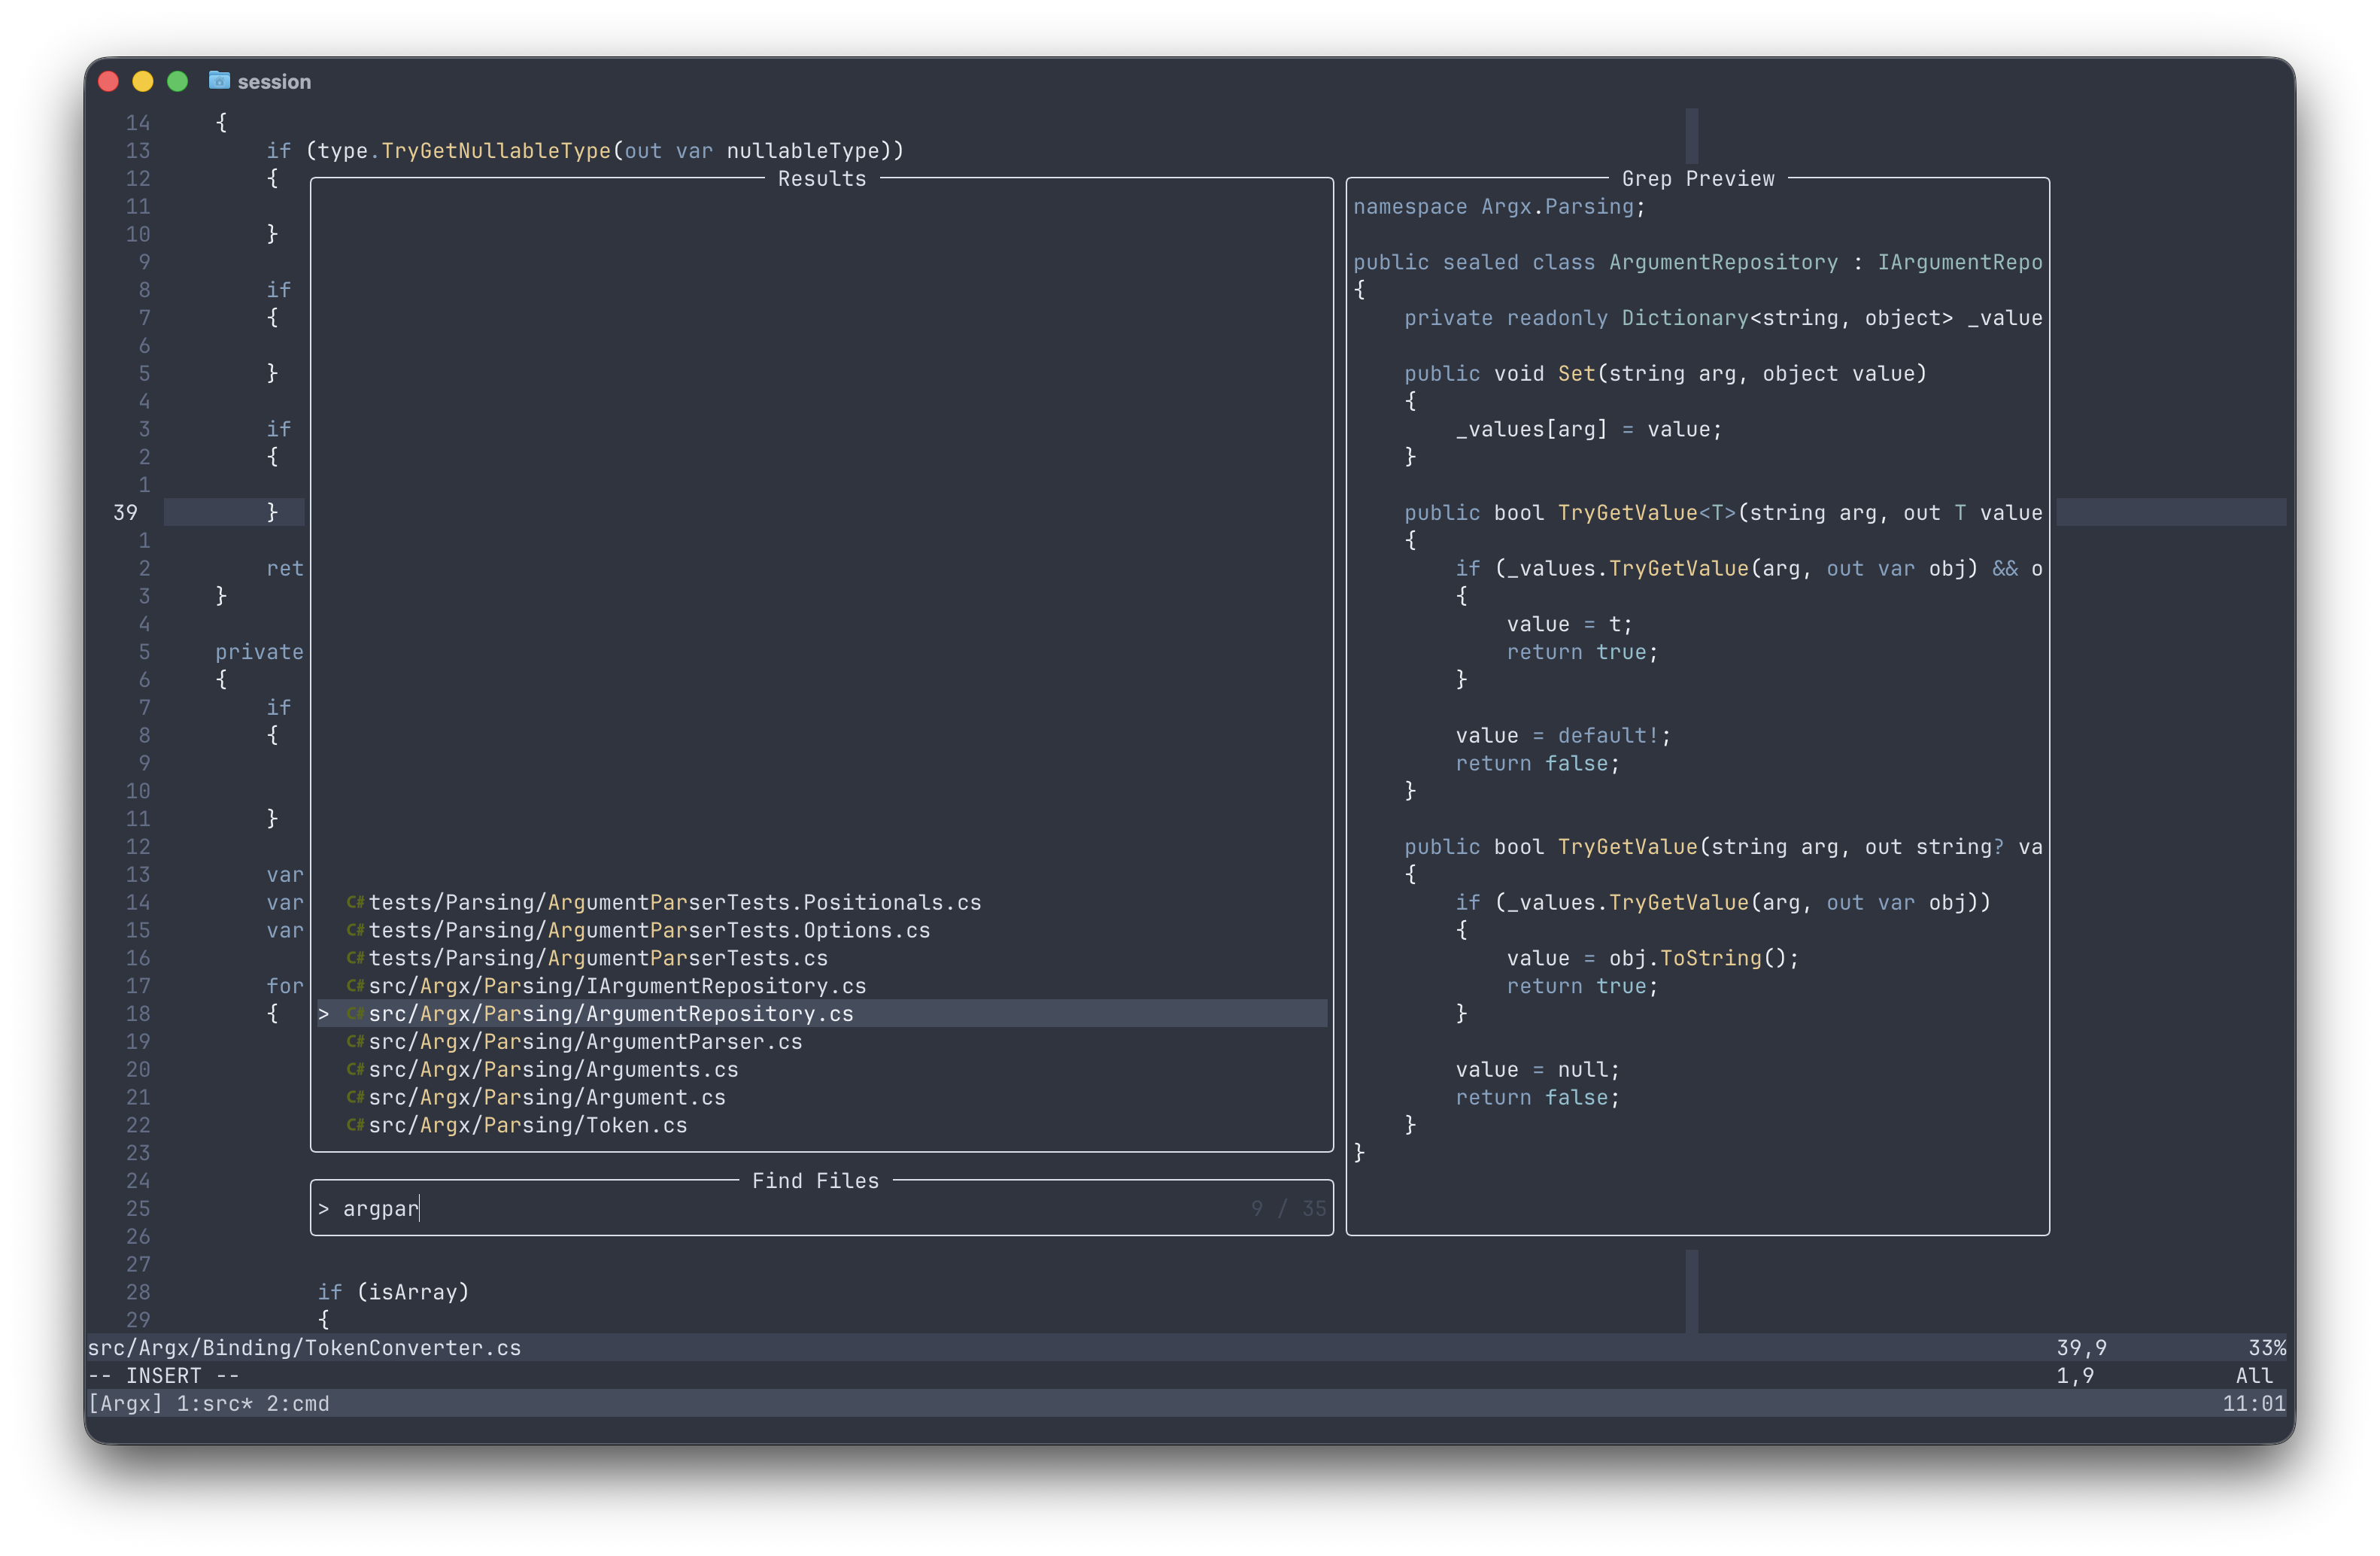 session
14 {
13 if (type.TryGetNullableType(out var nullableType))
12 {
11
10 }
9
8 if
7 {
6
5 }
4
3 if
2 {
1
39 }
1
2 ret
3 }
4
5 private
6 {
7 if
8 {
9
10
11 }
12
13 var
14 var
15 var
16
17 for
18 {
19
20
21
22
23
24
25
26
27
28 if (isArray)
29 {
Results
C# tests/Parsing/ArgumentParserTests.Positionals.cs
C# tests/Parsing/ArgumentParserTests.Options.cs
C# tests/Parsing/ArgumentParserTests.cs
C# src/Argx/Parsing/IArgumentRepository.cs
> C# src/Argx/Parsing/ArgumentRepository.cs
C# src/Argx/Parsing/ArgumentParser.cs
C# src/Argx/Parsing/Arguments.cs
C# src/Argx/Parsing/Argument.cs
C# src/Argx/Parsing/Token.cs
Find Files
> argpar 9 / 35
Grep Preview
namespace Argx.Parsing;
public sealed class ArgumentRepository : IArgumentRepo
{
private readonly Dictionary<string, object> _value
public void Set(string arg, object value)
{
_values[arg] = value;
}
public bool TryGetValue<T>(string arg, out T value
{
if (_values.TryGetValue(arg, out var obj) && o
{
value = t;
return true;
}
value = default!;
return false;
}
public bool TryGetValue(string arg, out string? va
{
if (_values.TryGetValue(arg, out var obj))
{
value = obj.ToString();
return true;
}
value = null;
return false;
}
}
src/Argx/Binding/TokenConverter.cs 39,9 33%
-- INSERT -- 1,9 All
[Argx] 1:src* 2:cmd 11:01